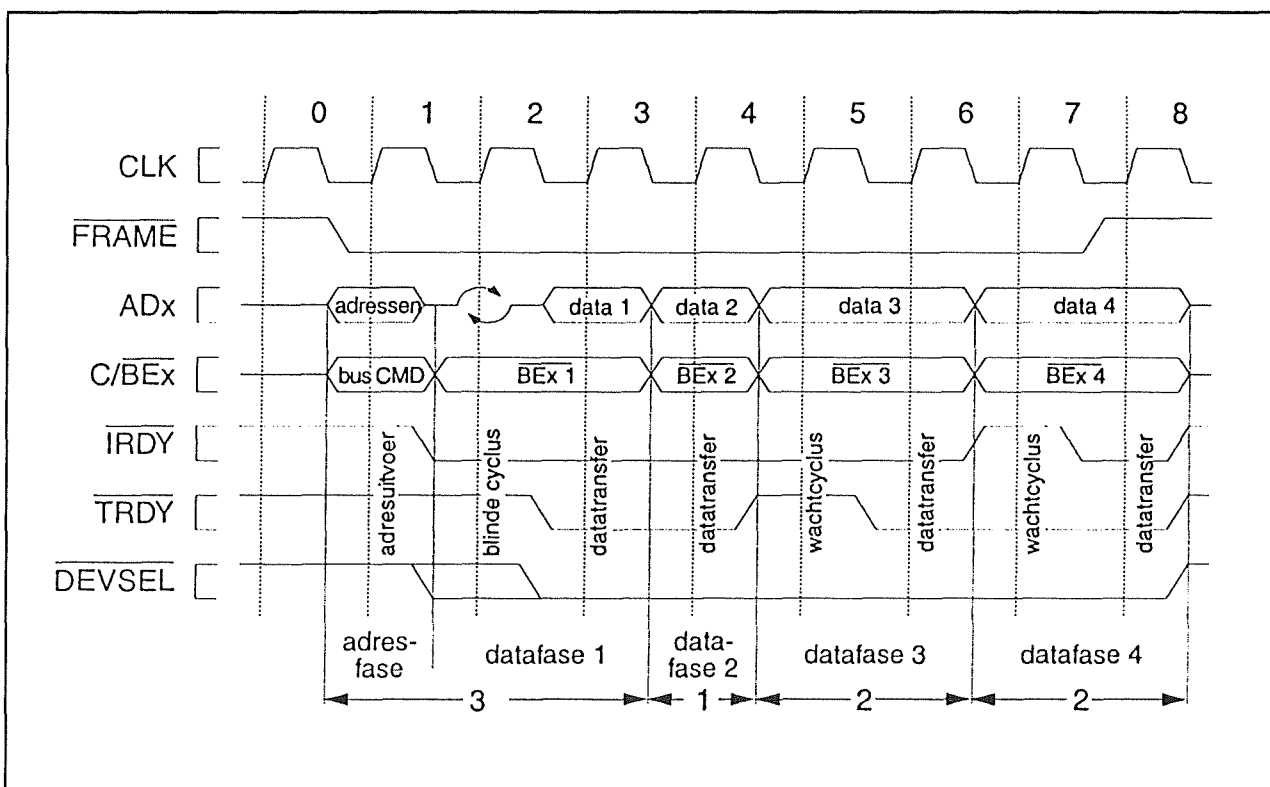 0 1 2 3 4 5 6 7 8
CLK
FRAME
ADx adressen data 1 data 2 data 3 data 4
C/BEx bus CMD BEx 1 BEx 2 BEx 3 BEx 4
IRDY
TRDY
DEVSEL
adresuitvoer
blinde cyclus
datatransfer
datatransfer
wachtcyclus
datatransfer
wachtcyclus
datatransfer
adres-
fase
datafase 1
data-
fase 2
datafase 3
datafase 4
3 1 2 2